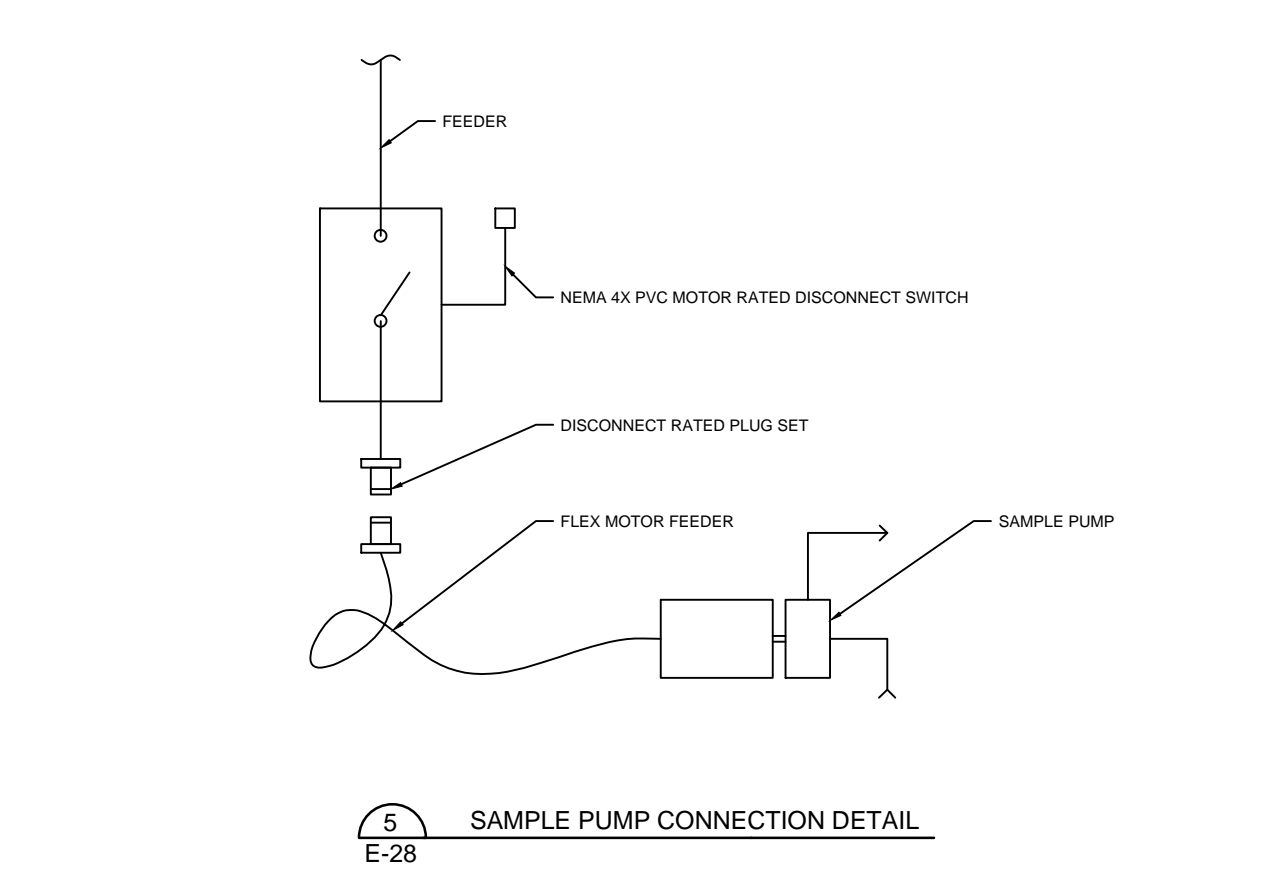 FEEDER
NEMA 4X PVC MOTOR RATED DISCONNECT SWITCH
DISCONNECT RATED PLUG SET
FLEX MOTOR FEEDER
SAMPLE PUMP
5
SAMPLE PUMP CONNECTION DETAIL
E-28